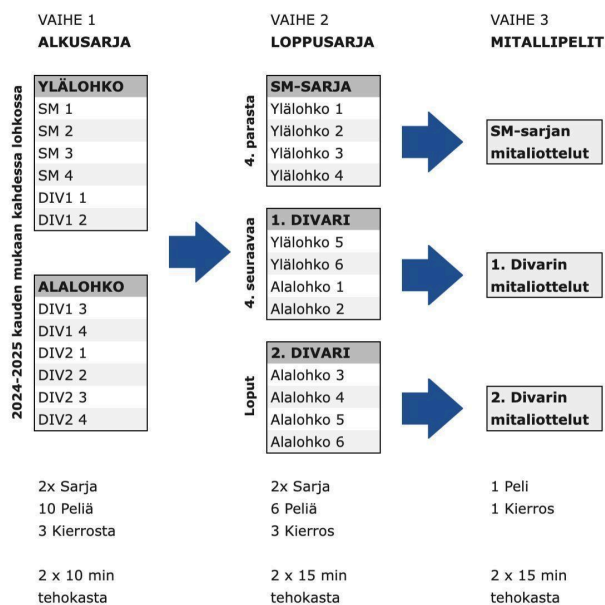 VAIHE 1
ALKUSARJA
2024-2025 kauden mukaan kahdessa lohkossa
YLÄLOHKO
SM 1
SM 2
SM 3
SM 4
DIV1 1
DIV1 2
ALALOHKO
DIV1 3
DIV1 4
DIV2 1
DIV2 2
DIV2 3
DIV2 4
2x Sarja
10 Peliä
3 Kierrosta
2 x 10 min
tehokasta
VAIHE 2
LOPPUSARJA
4. parasta
SM-SARJA
Ylälohko 1
Ylälohko 2
Ylälohko 3
Ylälohko 4
4. seuraavaa
1. DIVARI
Ylälohko 5
Ylälohko 6
Alalohko 1
Alalohko 2
Loput
2. DIVARI
Alalohko 3
Alalohko 4
Alalohko 5
Alalohko 6
2x Sarja
6 Peliä
3 Kierros
2 x 15 min
tehokasta
VAIHE 3
MITALLIPELIT
SM-sarjan
mitaliottelut
1. Divarin
mitaliottelut
2. Divarin
mitaliottelut
1 Peli
1 Kierros
2 x 15 min
tehokasta